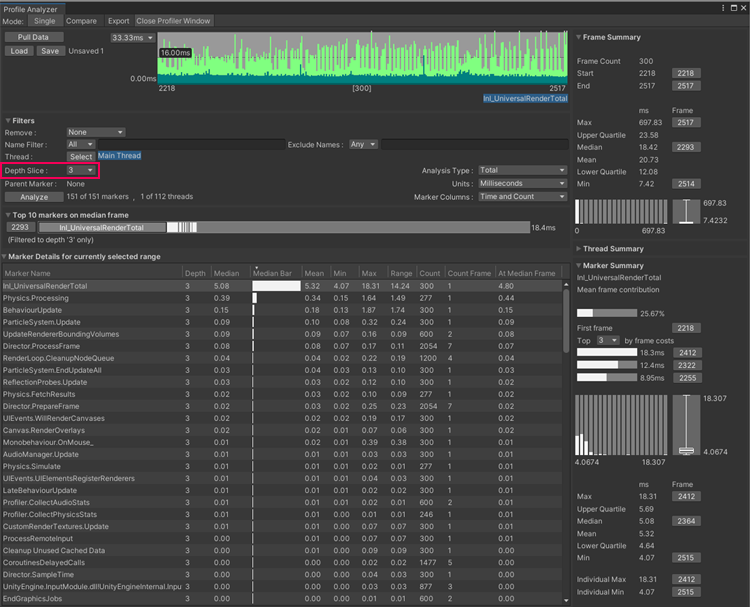 Profile Analyzer
Mode: Single Compare Export Close Profiler Window
Pull Data
Load Save Unsaved 1
33.33ms
16.00ms
0.00ms
2218 [300] 2517
Inl_UniversalRenderTotal
Filters
Remove : None
Name Filter : All Exclude Names : Any
Thread : Select Main Thread
Depth Slice : 3 Analysis Type : Total
Parent Marker : None Units : Milliseconds
Analyze 151 of 151 markers , 1 of 112 threads Marker Columns : Time and Count
Top 10 markers on median frame
2293 Inl_UniversalRenderTotal 18.4ms
(Filtered to depth '3' only)
Marker Details for currently selected range
Marker Name Depth Median Median Bar Mean Min Max Range Count Count Frame At Median Frame
Inl_UniversalRenderTotal 3 5.08 5.32 4.07 18.31 14.24 300 1 4.80
Physics.Processing 3 0.39 0.34 0.15 1.64 1.49 277 1 0.44
BehaviourUpdate 3 0.15 0.18 0.13 1.87 1.74 300 1 0.15
ParticleSystem.Update 3 0.09 0.10 0.08 0.32 0.24 300 1 0.09
UpdateRendererBoundingVolumes 3 0.09 0.09 0.07 0.16 0.09 600 2 0.08
Director.ProcessFrame 3 0.08 0.08 0.07 0.17 0.11 2054 7 0.07
RenderLoop.CleanupNodeQueue 3 0.04 0.04 0.02 0.22 0.19 1200 4 0.04
ParticleSystem.EndUpdateAll 3 0.03 0.04 0.03 0.13 0.10 300 1 0.03
ReflectionProbes.Update 3 0.03 0.03 0.02 0.12 0.10 300 1 0.03
Physics.FetchResults 3 0.02 0.03 0.02 0.10 0.09 277 1 0.02
Director.PrepareFrame 3 0.02 0.03 0.02 0.25 0.23 2054 7 0.02
UIEvents.WillRenderCanvases 3 0.02 0.03 0.02 0.19 0.17 300 1 0.02
Canvas.RenderOverlays 3 0.02 0.02 0.01 0.07 0.06 300 1 0.02
Monobehaviour.OnMouse_ 3 0.01 0.02 0.01 0.39 0.38 300 1 0.01
AudioManager.Update 3 0.01 0.02 0.01 0.03 0.02 300 1 0.01
Physics.Simulate 3 0.01 0.02 0.01 0.02 0.01 277 1 0.01
UIEvents.UIElementsRegisterRenderers 3 0.01 0.01 0.01 0.04 0.03 300 1 0.01
LateBehaviourUpdate 3 0.01 0.01 0.01 0.03 0.02 300 1 0.01
Profiler.CollectAudioStats 3 0.01 0.01 0.01 0.02 0.01 600 2 0.01
Profiler.CollectPhysicsStats 3 0.01 0.01 0.00 0.01 0.01 246 1 0.01
CustomRenderTextures.Update 3 0.01 0.01 0.00 0.07 0.07 300 1 0.01
ProcessRemoteInput 3 0.00 0.00 0.00 0.02 0.02 300 1 0.00
Cleanup Unused Cached Data 3 0.00 0.01 0.00 0.09 0.09 300 1 0.00
CoroutinesDelayedCalls 3 0.00 0.00 0.00 0.02 0.02 1477 5 0.00
Director.SampleTime 3 0.00 0.00 0.00 0.04 0.03 300 1 0.00
UnityEngine.InputModule.dll!UnityEngineInternal.Inpu 3 0.00 0.00 0.00 0.03 0.03 877 3 0.00
EndGraphicsJobs 3 0.00 0.00 0.00 0.02 0.02 600 2 0.00
Frame Summary
Frame Count 300
Start 2218 2218
End 2517 2517
ms Frame
Max 697.83 2517
Upper Quartile 23.58
Median 18.42 2293
Mean 20.73
Lower Quartile 12.08
Min 7.42 2514
697.83
7.4232
0 697.83
Thread Summary
Marker Summary
Inl_UniversalRenderTotal
Mean frame contribution
25.67%
First frame 2218
Top 3 by frame costs
18.3ms 2412
12.4ms 2322
8.95ms 2255
18.307
4.0674
4.0674 18.307
ms Frame
Max 18.31 2412
Upper Quartile 5.69
Median 5.08 2364
Mean 5.32
Lower Quartile 4.64
Min 4.07 2515
Individual Max 18.31 2412
Individual Min 4.07 2515